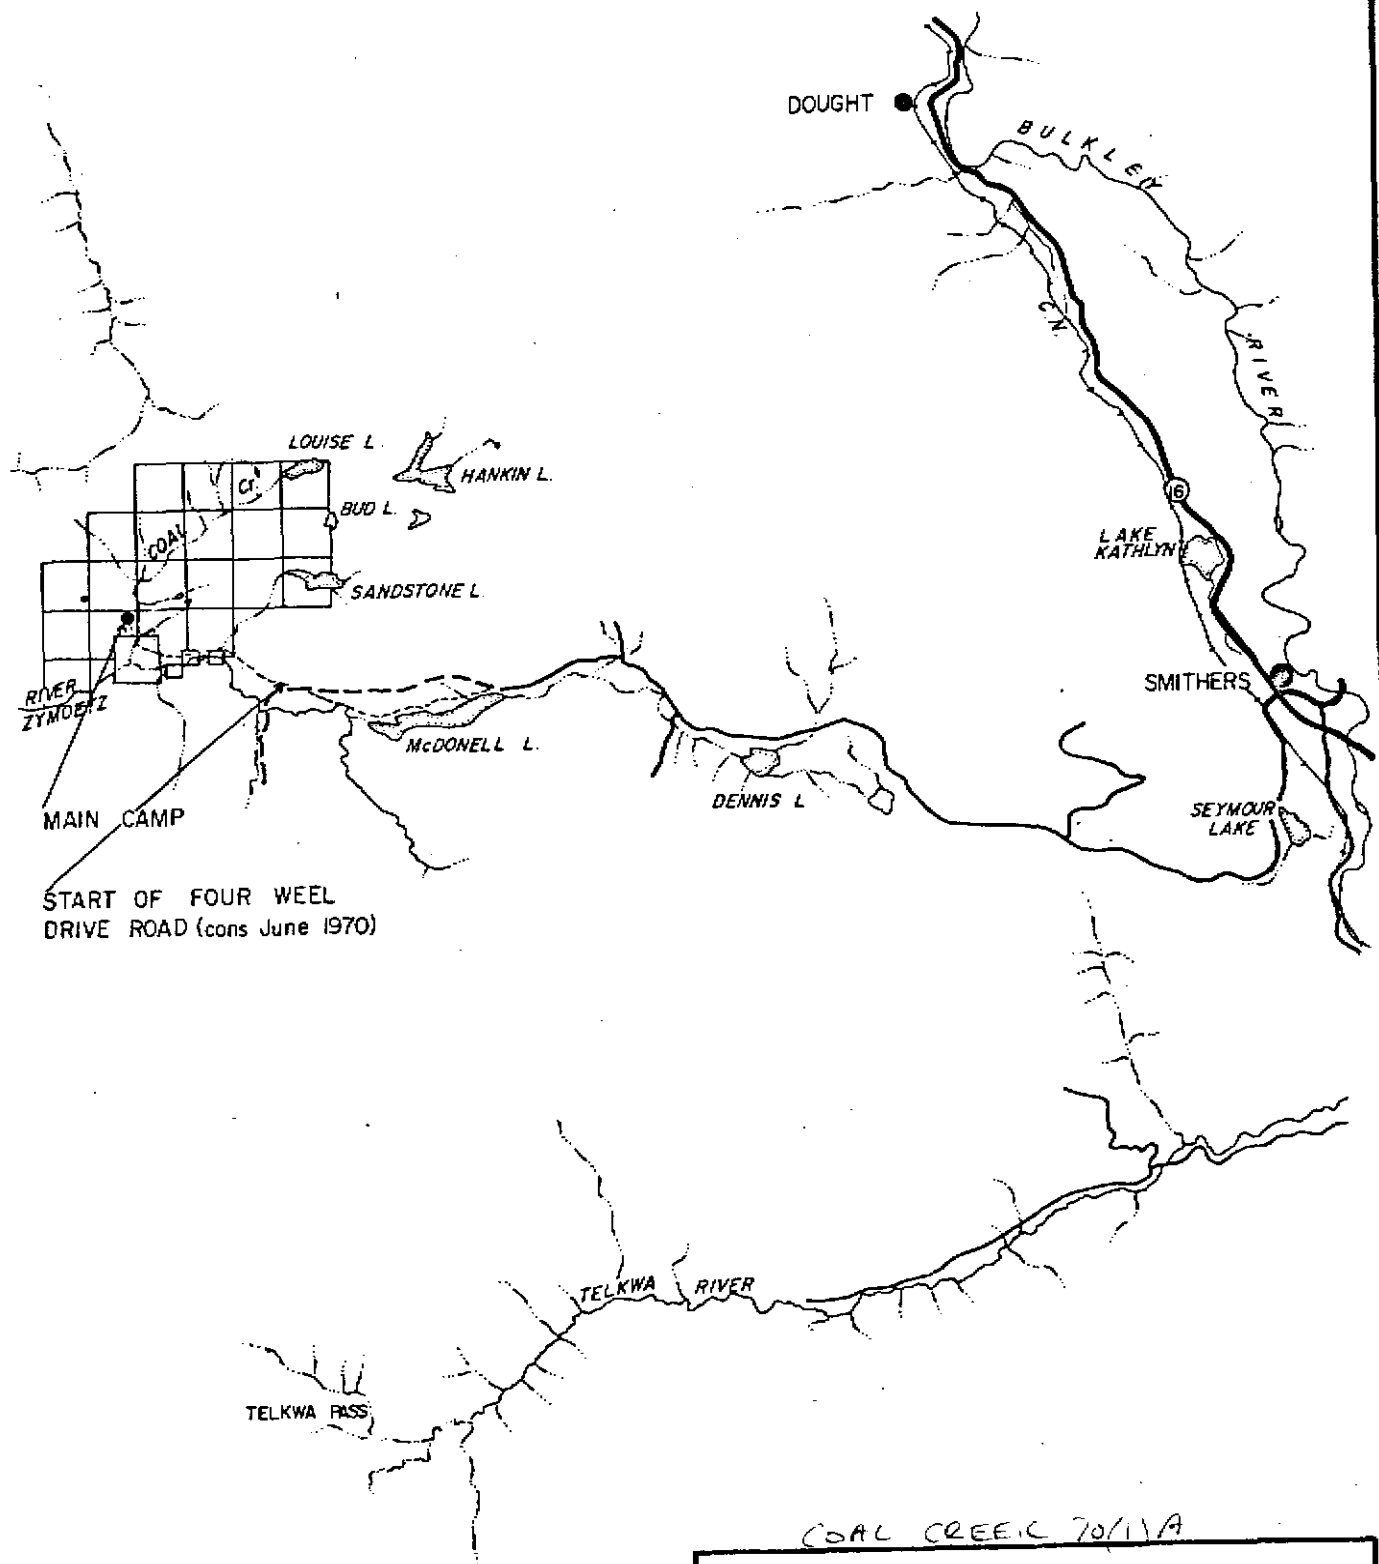 DOUGHT
BULKLEY
RIVER
C.N.
LOUISE L.
HANKIN L.
Cr.
BUD L.
COAL
16
LAKE
KATHLYN
SANDSTONE L.
SMITHERS
RIVER
ZYMOETZ
McDONELL L.
DENNIS L
SEYMOUR
LAKE
MAIN CAMP
START OF FOUR WEEL
DRIVE ROAD (cons June 1970)
TELKWA RIVER
TELKWA PASS
COAL CREEK 70(1)A